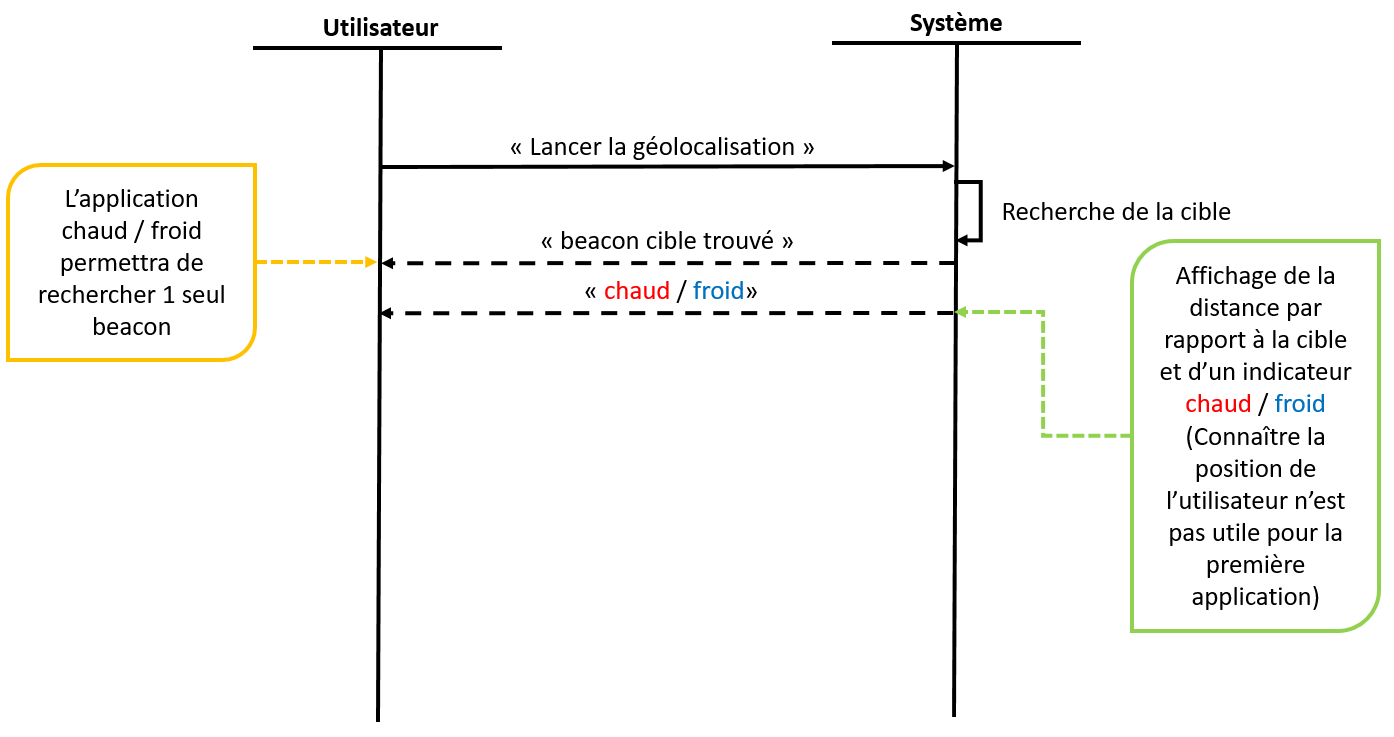 Utilisateur
Système
« Lancer la géolocalisation »
L’application
chaud / froid
permettra de
rechercher 1 seul
beacon
Recherche de la cible
« beacon cible trouvé »
« chaud / froid»
Affichage de la
distance par
rapport à la cible
et d’un indicateur
chaud / froid
(Connaître la
position de
l’utilisateur n’est
pas utile pour la
première
application)